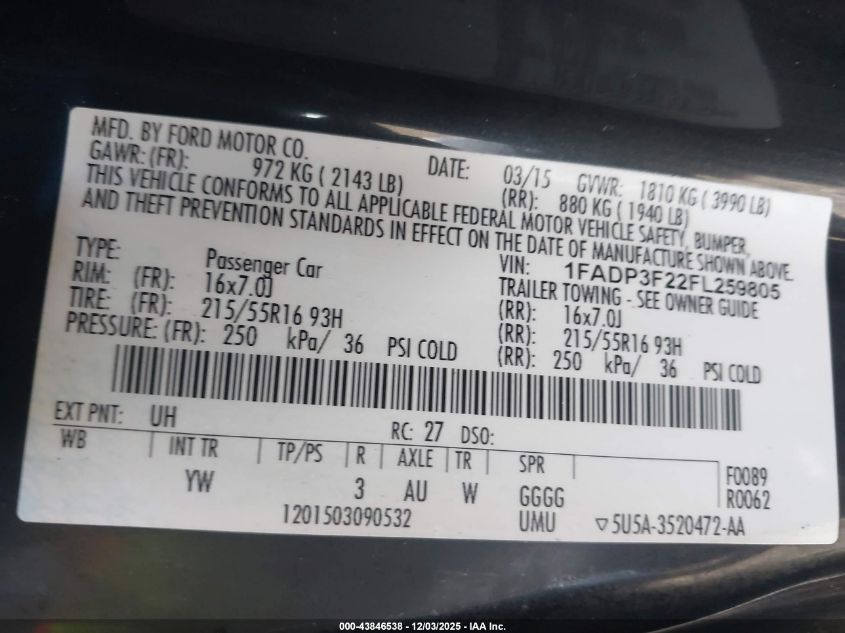 MFD. BY FORD MOTOR CO. DATE: 03/15 GVWR: 1810 KG ( 3990 LB)
GAWR: (FR): 972 KG ( 2143 LB) (RR): 880 KG ( 1940 LB)
THIS VEHICLE CONFORMS TO ALL APPLICABLE FEDERAL MOTOR VEHICLE SAFETY, BUMPER,
AND THEFT PREVENTION STANDARDS IN EFFECT ON THE DATE OF MANUFACTURE SHOWN ABOVE.
VIN: 1FADP3F22FL259805
TYPE: Passenger Car TRAILER TOWING - SEE OWNER GUIDE
RIM: (FR): 16x7.0J (RR): 16x7.0J
TIRE: (FR): 215/55R16 93H (RR): 215/55R16 93H
PRESSURE: (FR): 250 kPa/ 36 PSI COLD (RR): 250 kPa/ 36 PSI COLD
EXT PNT: UH RC: 27 DSO:
WB INT TR TP/PS R AXLE TR SPR F0089
YW 3 AU W GGGG R0062
1201503090532 UMU ▽5U5A-3520472-AA
000-43846538 - 12/03/2025 - IAA Inc.